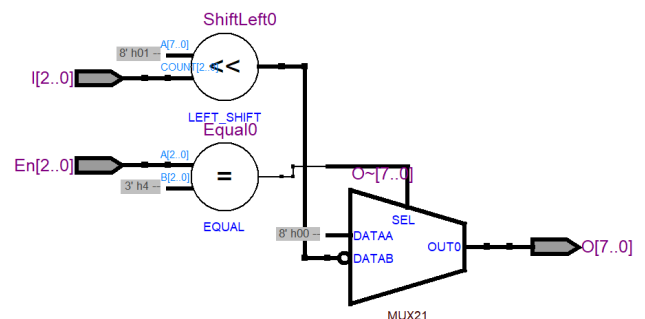 ShiftLeft0
A[7..0]
8' h01 --
COUNT[2..0]
<<
I[2..0]
LEFT_SHIFT
Equal0
A[2..0]
En[2..0]
=
B[2..0]
3' h4 --
O~[7..0]
SEL
EQUAL
8' h00 --
DATAA
OUT0
O[7..0]
DATAB
MUX21